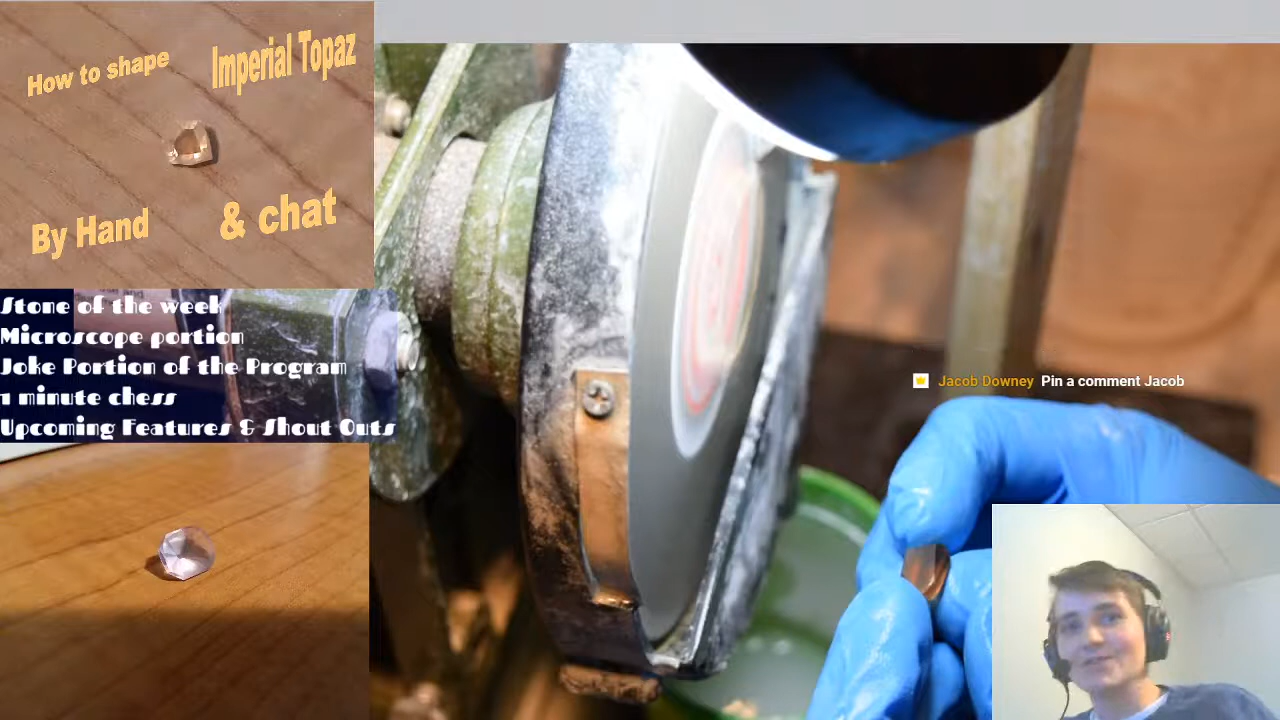 How to shape
Imperial Topaz
By Hand
& chat
Stone of the week
Microscope portion
Joke Portion of the Program
1 minute chess
Upcoming Features & Shout Outs
Jacob Downey Pin a comment Jacob